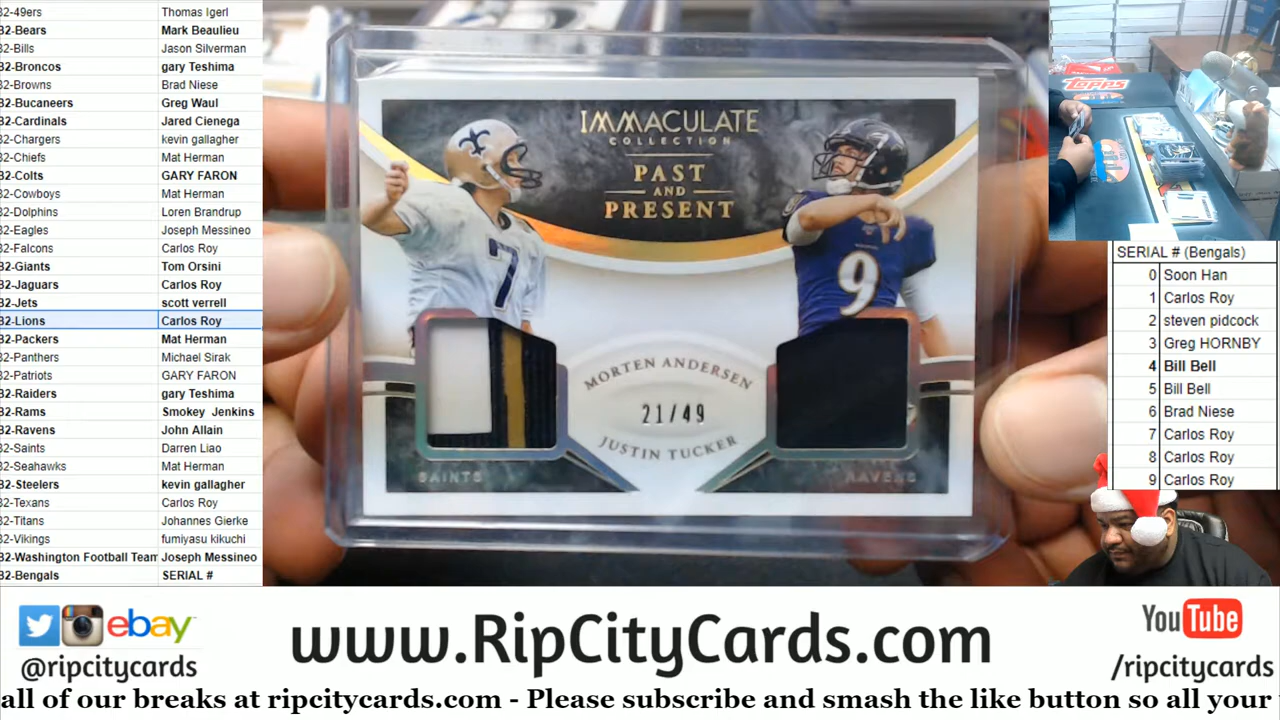 32-49ers Thomas Igerl
32-Bears Mark Beaulieu
32-Bills Jason Silverman
32-Broncos gary Teshima
32-Browns Brad Niese
32-Bucaneers Greg Waul
32-Cardinals Jared Cienega
32-Chargers kevin gallagher
32-Chiefs Mat Herman
32-Colts GARY FARON
32-Cowboys Mat Herman
32-Dolphins Loren Brandrup
32-Eagles Joseph Messineo
32-Falcons Carlos Roy
32-Giants Tom Orsini
32-Jaguars Carlos Roy
32-Jets scott verrell
32-Lions Carlos Roy
32-Packers Mat Herman
32-Panthers Michael Sirak
32-Patriots GARY FARON
32-Raiders gary Teshima
32-Rams Smokey Jenkins
32-Ravens John Allain
32-Saints Darren Liao
32-Seahawks Mat Herman
32-Steelers kevin gallagher
32-Texans Carlos Roy
32-Titans Johannes Gierke
32-Vikings fumiyasu kikuchi
32-Washington Football Team Joseph Messineo
32-Bengals SERIAL #
IMMACULATE
COLLECTION
PAST
AND
PRESENT
7
9
MORTEN ANDERSEN
21/49
JUSTIN TUCKER
SAINTS
RAVENS
Topps
SERIAL # (Bengals)
0 Soon Han
1 Carlos Roy
2 steven pidcock
3 Greg HORNBY
4 Bill Bell
5 Bill Bell
6 Brad Niese
7 Carlos Roy
8 Carlos Roy
9 Carlos Roy
ebay
@ripcitycards
www.RipCityCards.com
YouTube
/ripcitycards
all of our breaks at ripcitycards.com - Please subscribe and smash the like button so all your